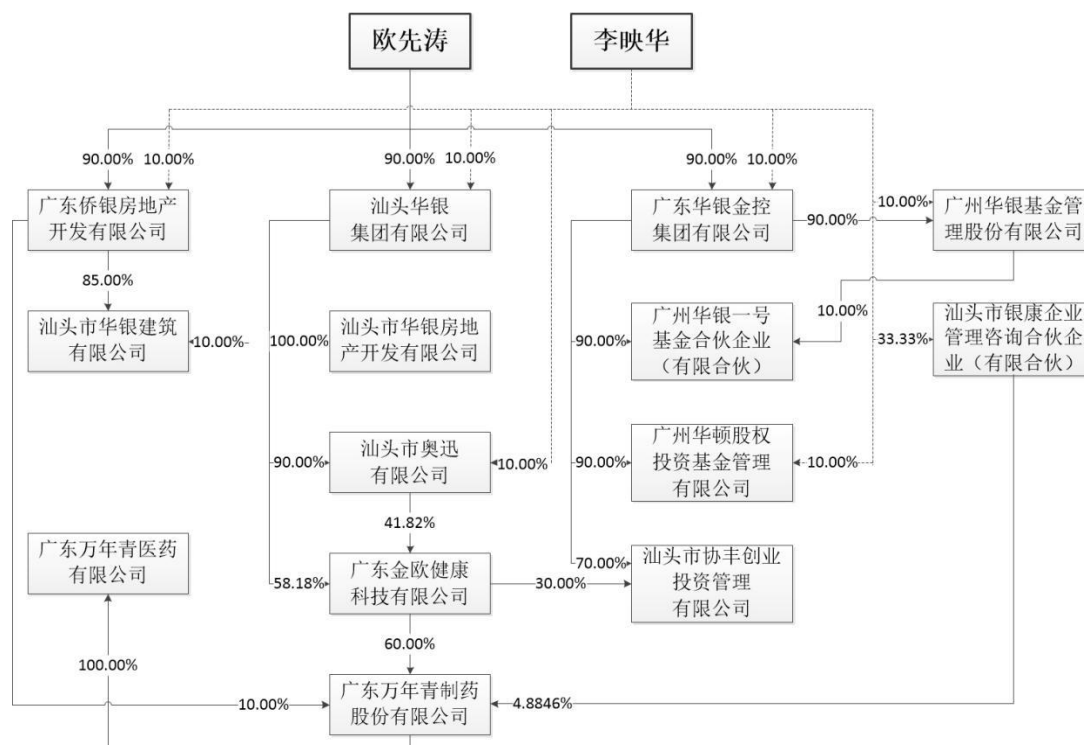 欧先涛
李映华
90.00%
10.00%
90.00%
10.00%
90.00%
10.00%
广东侨银房地产
开发有限公司
汕头华银
集团有限公司
广东华银金控
集团有限公司
90.00%
10.00%
广州华银基金管
理股份有限公司
85.00%
10.00%
汕头市华银建筑
有限公司
10.00%
100.00%
汕头市华银房地
产开发有限公司
90.00%
广州华银一号
基金合伙企业
（有限合伙）
33.33%
汕头市银康企业
管理咨询合伙企
业（有限合伙）
90.00%
汕头市奥迅
有限公司
10.00%
90.00%
广州华顿股权
投资基金管理
有限公司
10.00%
41.82%
广东万年青医药
有限公司
58.18%
广东金欧健康
科技有限公司
30.00%
70.00%
汕头市协丰创业
投资管理
有限公司
60.00%
100.00%
10.00%
广东万年青制药
股份有限公司
4.8846%